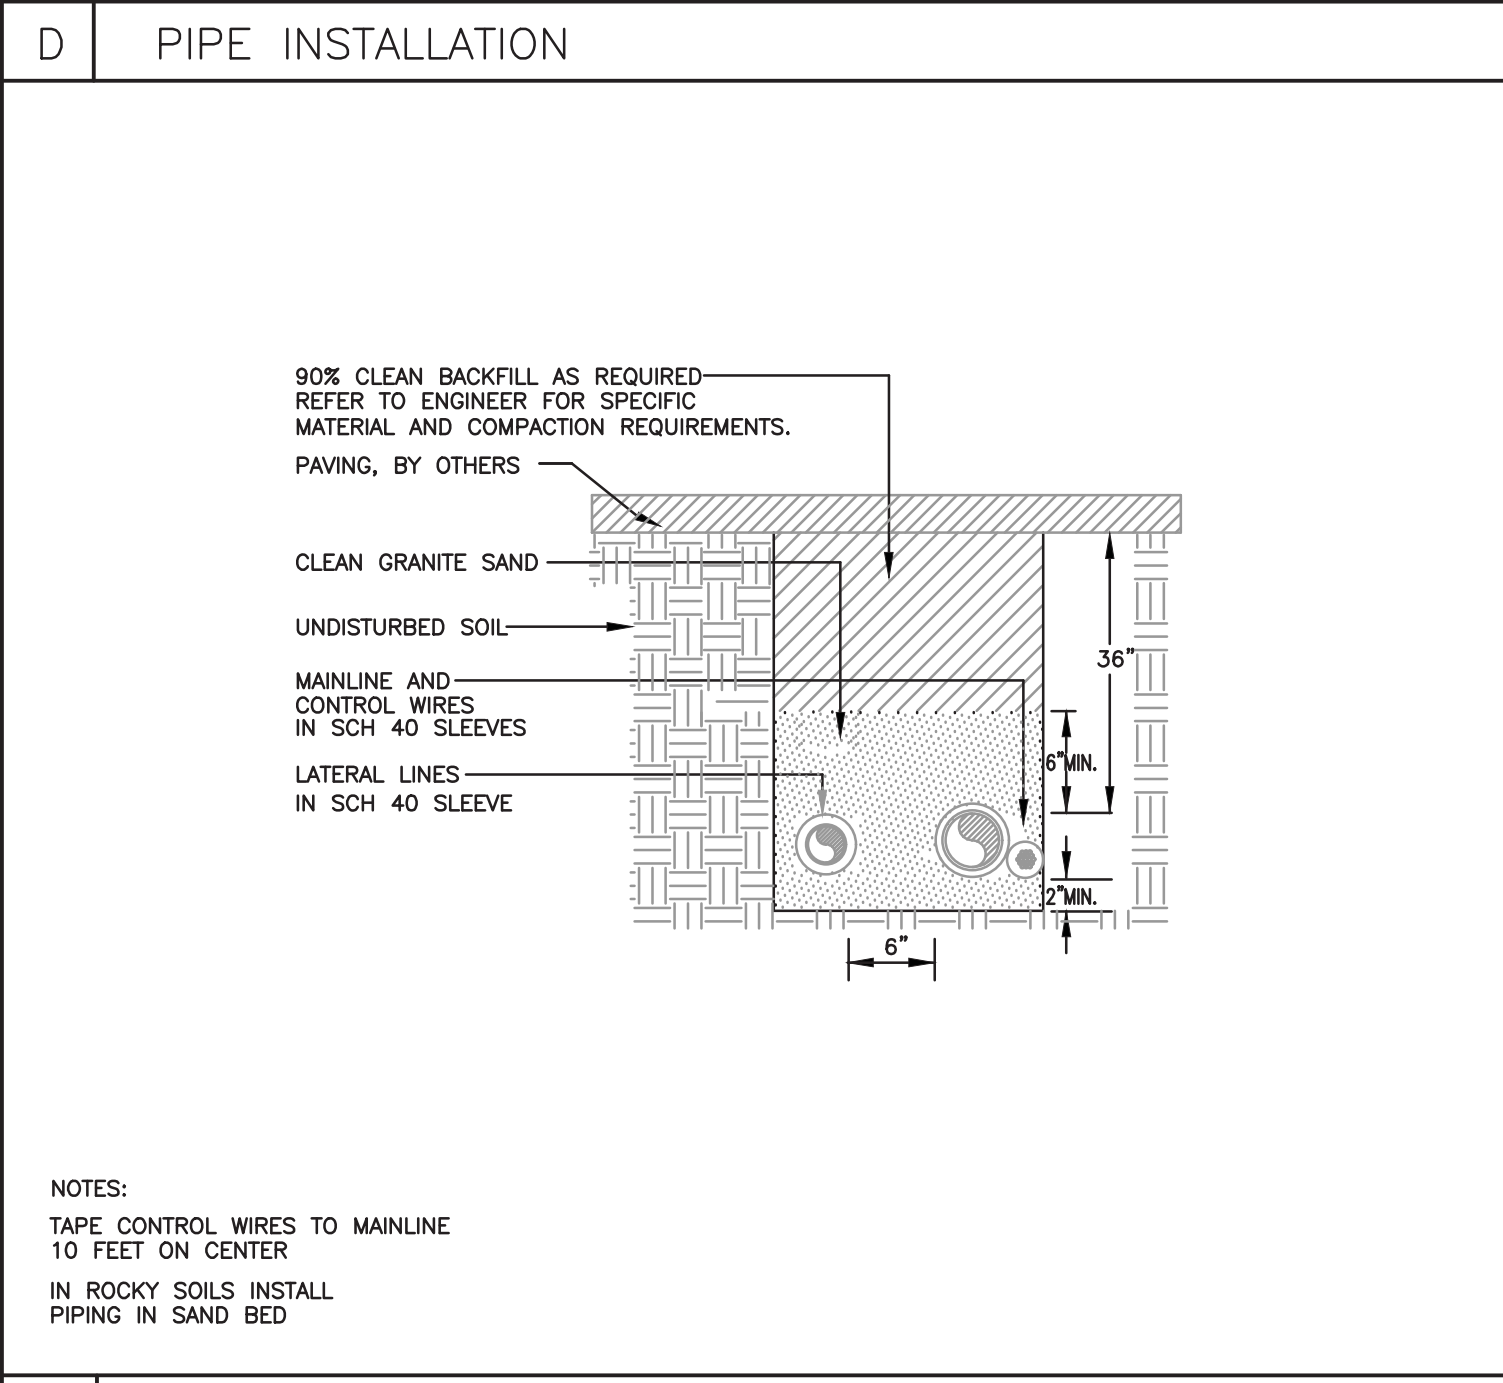 D PIPE INSTALLATION
90% CLEAN BACKFILL AS REQUIRED
REFER TO ENGINEER FOR SPECIFIC
MATERIAL AND COMPACTION REQUIREMENTS.
PAVING, BY OTHERS
CLEAN GRANITE SAND
UNDISTURBED SOIL
36"
MAINLINE AND
CONTROL WIRES
IN SCH 40 SLEEVES
6"MIN.
LATERAL LINES
IN SCH 40 SLEEVE
2"MIN.
6"
NOTES:
TAPE CONTROL WIRES TO MAINLINE
10 FEET ON CENTER
IN ROCKY SOILS INSTALL
PIPING IN SAND BED